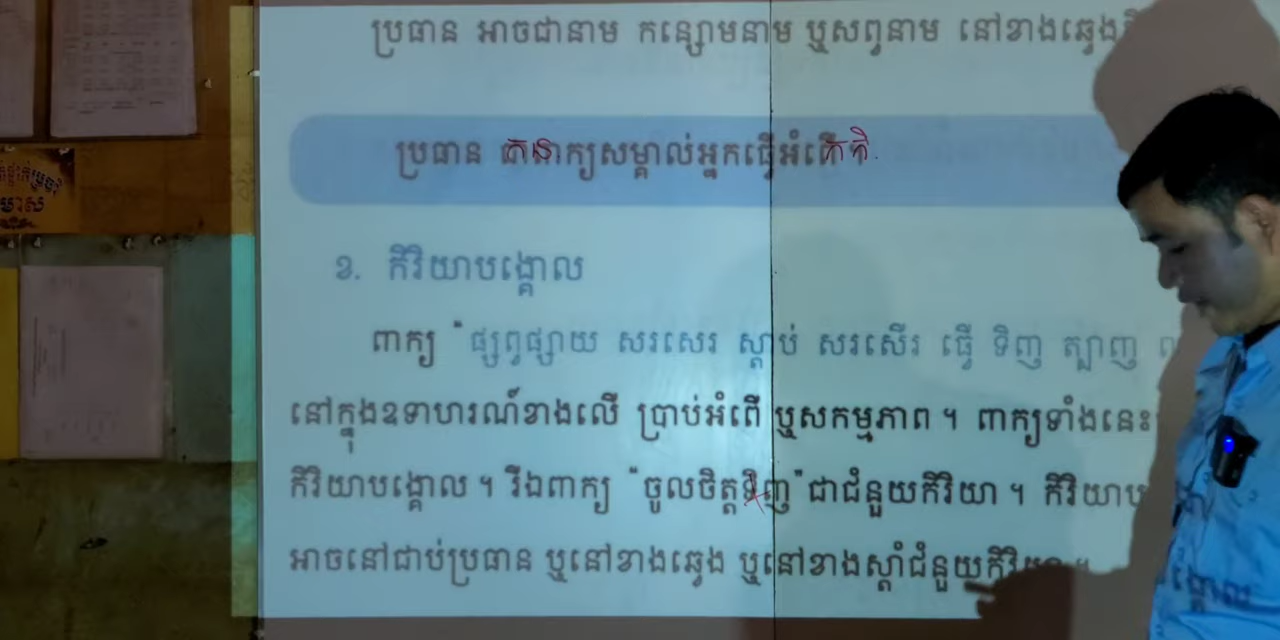 ប្រធាន អាចជានាម កន្សោមនាម ឬសព្វនាម នៅខាងឆ្វេង
ប្រធាន ជាពាក្យសម្គាល់អ្នកធ្វើអំពើ
ខ. កិរិយាបង្គោល
ពាក្យ "ផ្សព្វផ្សាយ សរសេរ ស្ដាប់ សរសើរ ធ្វើ ទិញ ត្បាញ
នៅក្នុងឧទាហរណ៍ខាងលើ ប្រាប់អំពើ ឬសកម្មភាព ។ ពាក្យទាំងនេះ
កិរិយាបង្គោល ។ រីឯពាក្យ "ចូលចិត្តទិញ" ជាជំនួយកិរិយា ។ កិរិយាប
អាចនៅជាប់ប្រធាន ឬនៅខាងឆ្វេង ឬនៅខាងស្ដាំជំនួយកិរិយា ។